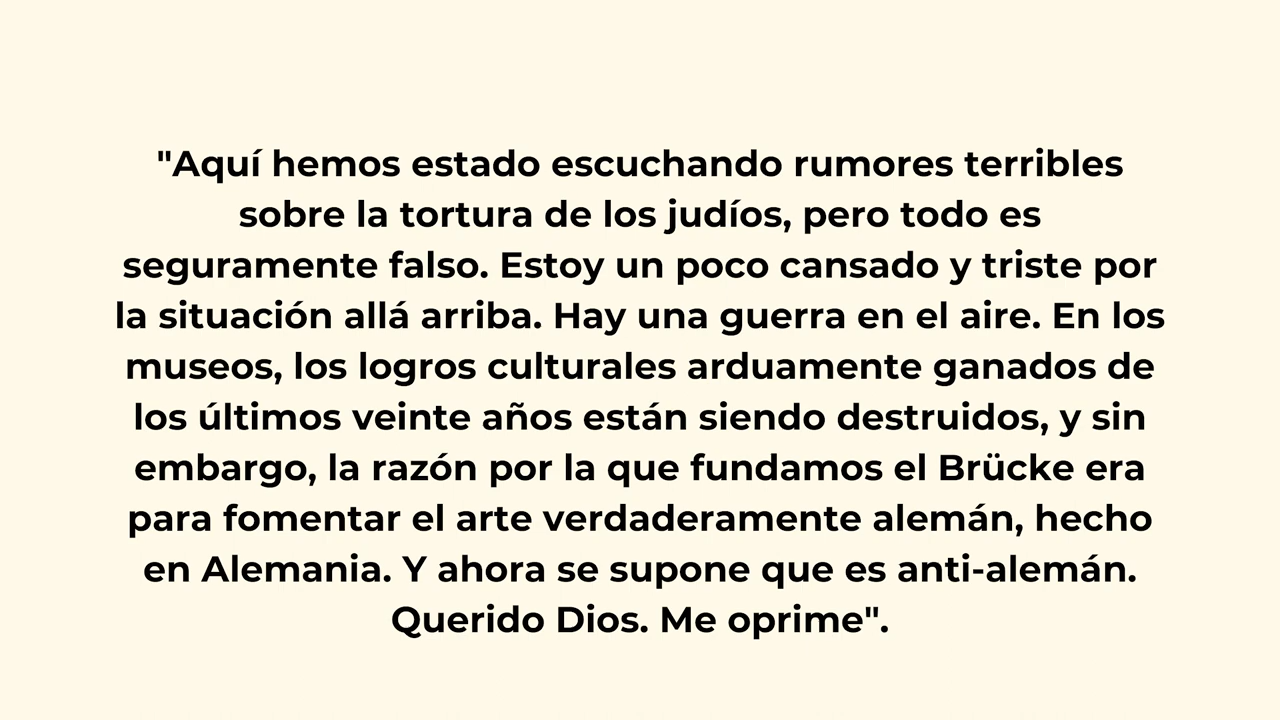 "Aquí hemos estado escuchando rumores terribles
sobre la tortura de los judíos, pero todo es
seguramente falso. Estoy un poco cansado y triste por
la situación allá arriba. Hay una guerra en el aire. En los
museos, los logros culturales arduamente ganados de
los últimos veinte años están siendo destruidos, y sin
embargo, la razón por la que fundamos el Brücke era
para fomentar el arte verdaderamente alemán, hecho
en Alemania. Y ahora se supone que es anti-alemán.
Querido Dios. Me oprime".